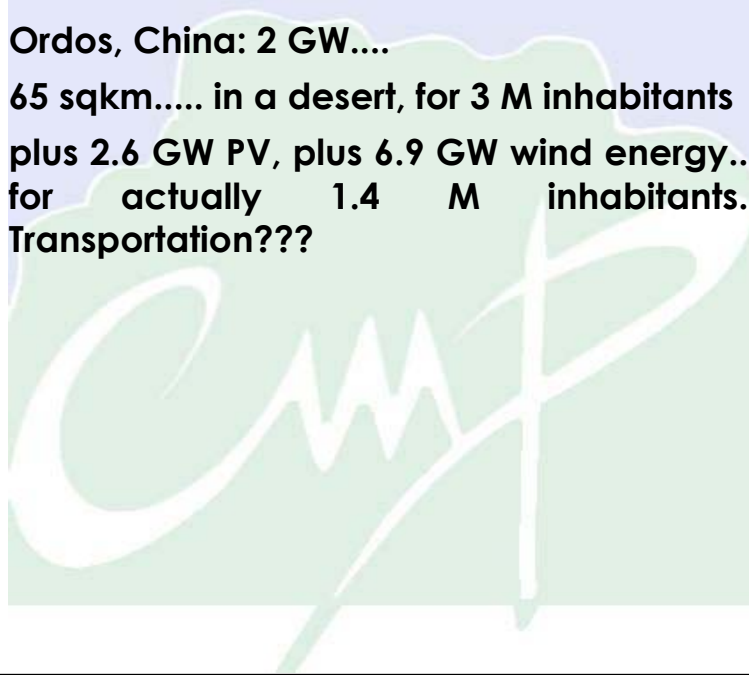 Ordos, China: 2 GW....
65 sqkm..... in a desert, for 3 M inhabitants
plus 2.6 GW PV, plus 6.9 GW wind energy..
for actually 1.4 M inhabitants.
Transportation???
CMP